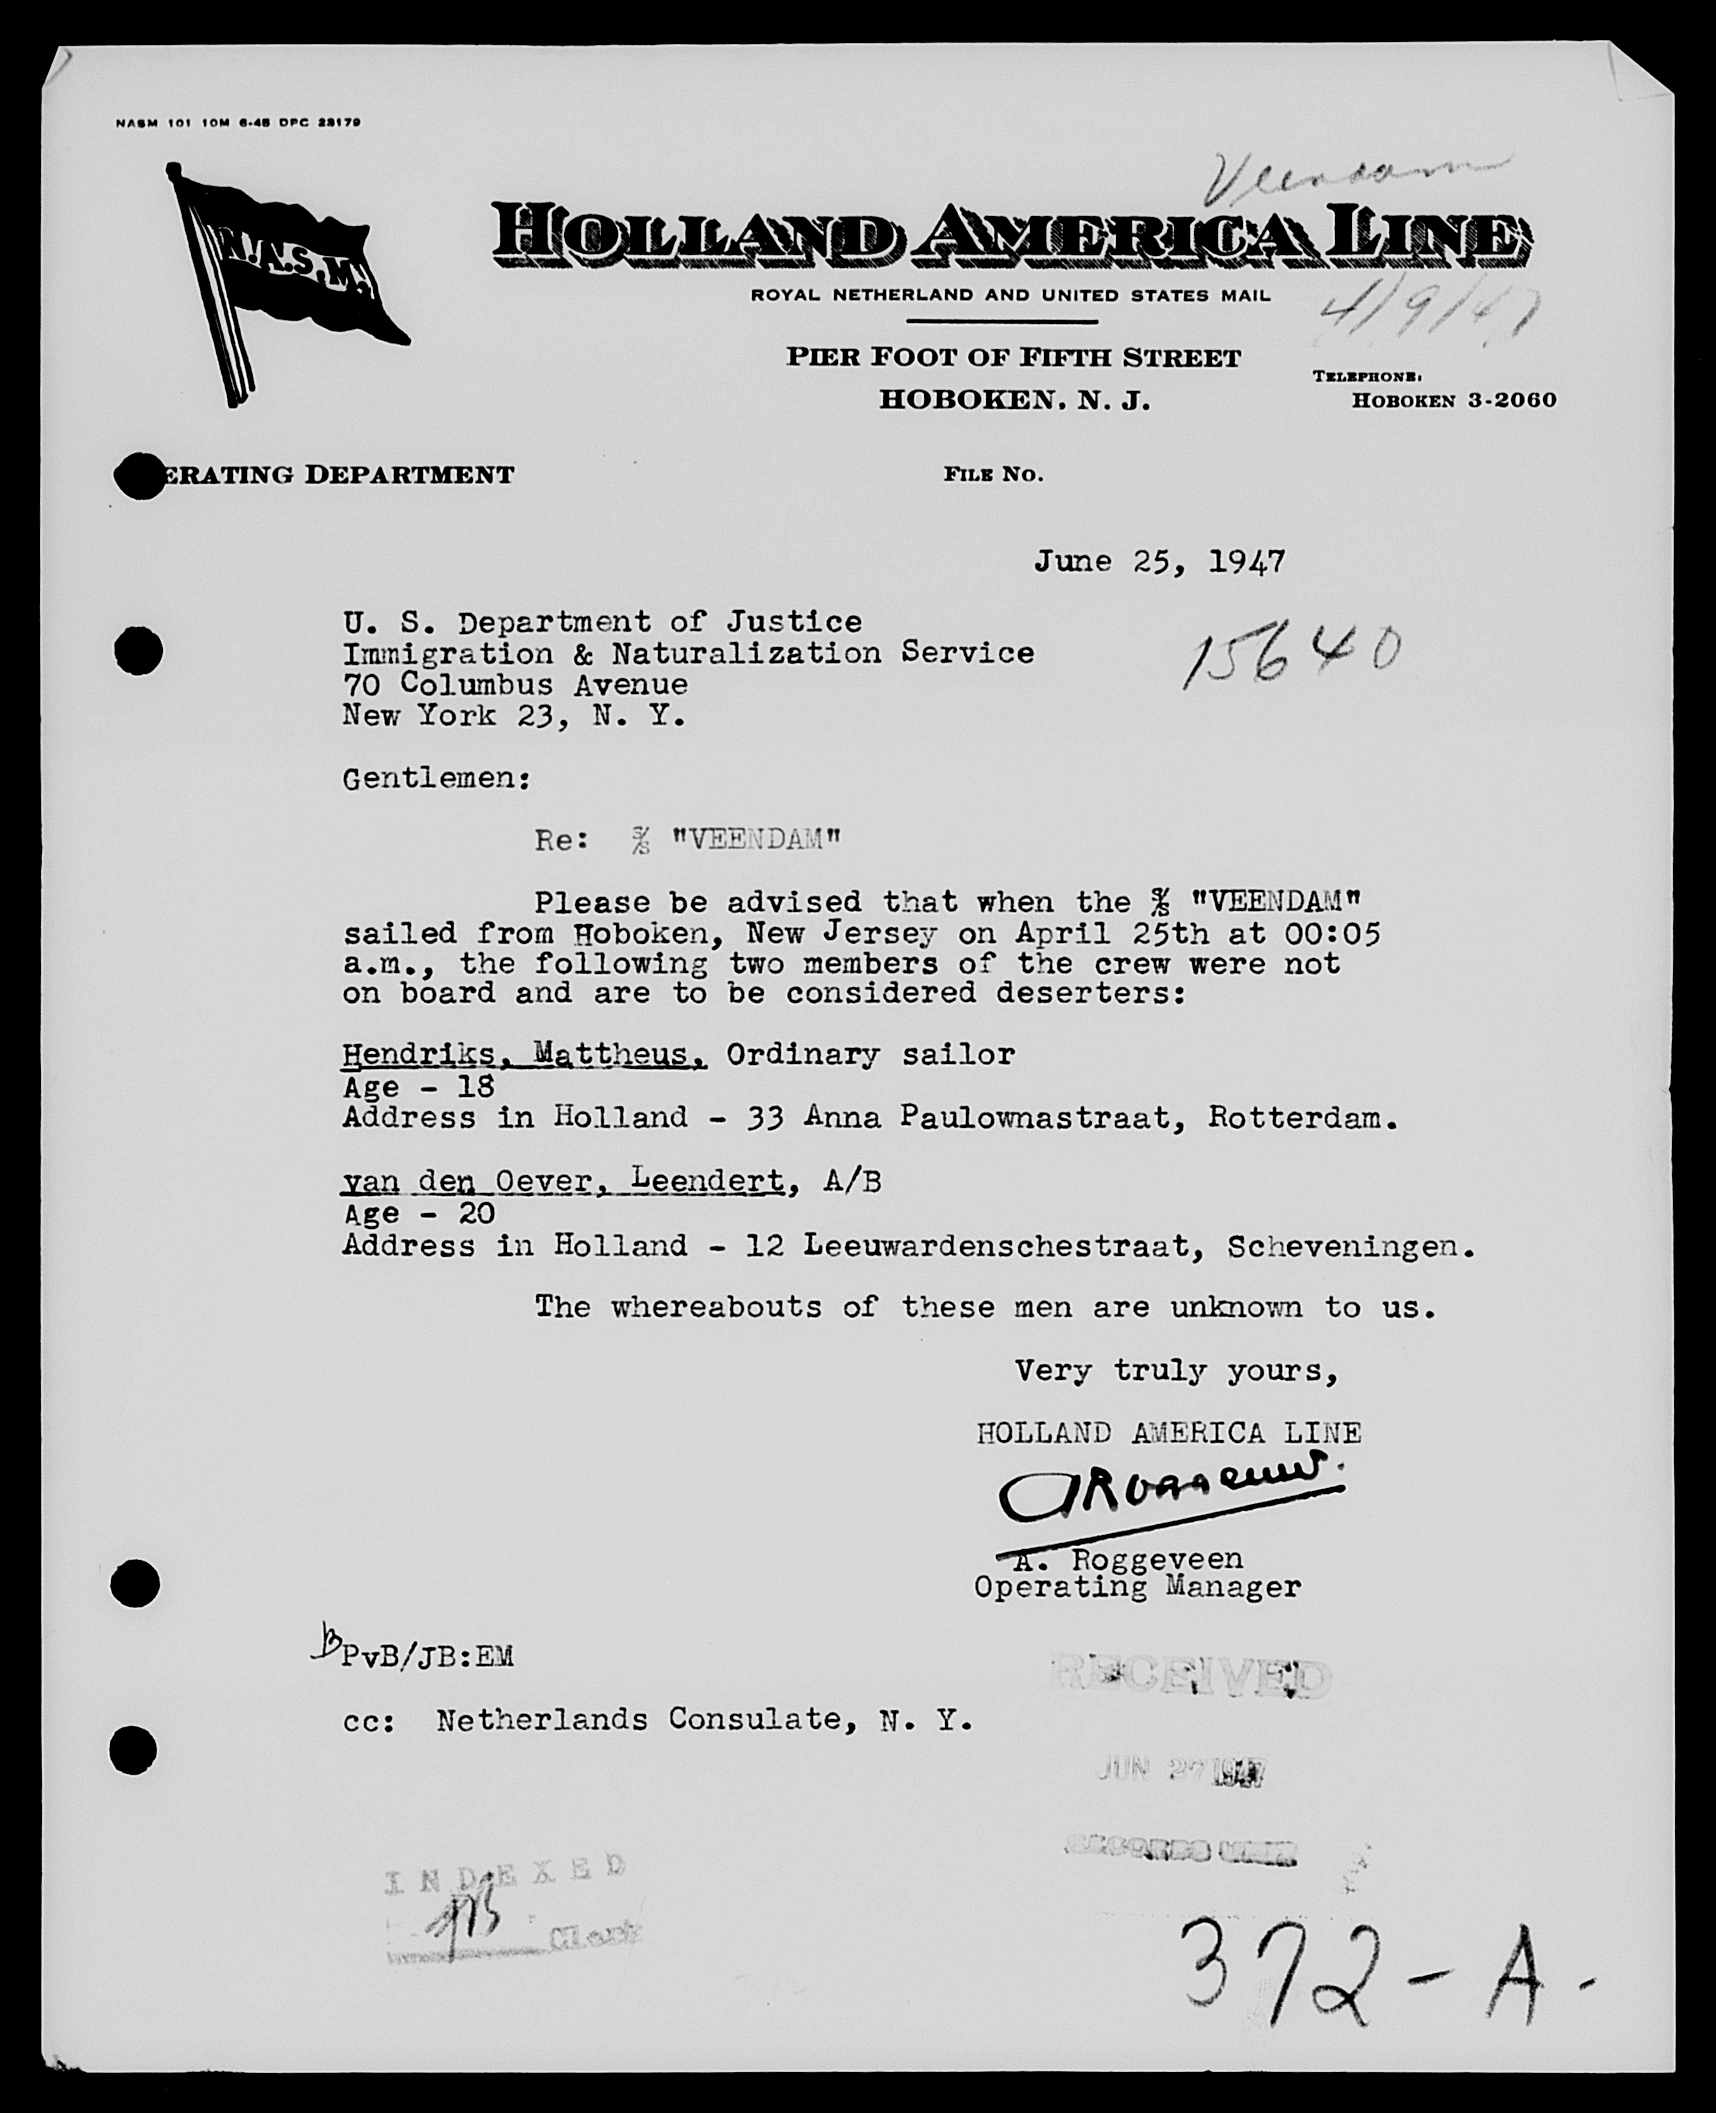 NASM 101 10M 6-46 DPC 28179
Veendam
N.A.S.M.
HOLLAND AMERICA LINE
ROYAL NETHERLAND AND UNITED STATES MAIL
4/9/47
PIER FOOT OF FIFTH STREET
HOBOKEN, N. J.
TELEPHONE:
HOBOKEN 3-2060
ERATING DEPARTMENT
FILE NO.
June 25, 1947
U. S. Department of Justice
Immigration & Naturalization Service
70 Columbus Avenue
New York 23, N. Y.
15640
Gentlemen:
Re: S/S "VEENDAM"
Please be advised that when the S/S "VEENDAM"
sailed from Hoboken, New Jersey on April 25th at 00:05
a.m., the following two members of the crew were not
on board and are to be considered deserters:
Hendriks, Mattheus, Ordinary sailor
Age - 18
Address in Holland - 33 Anna Paulownastraat, Rotterdam.
van den Oever, Leendert, A/B
Age - 20
Address in Holland - 12 Leeuwardenschestraat, Scheveningen.
The whereabouts of these men are unknown to us.
Very truly yours,
HOLLAND AMERICA LINE
ARoggeveen.
A. Roggeveen
Operating Manager
B PvB/JB:EM
cc: Netherlands Consulate, N. Y.
RECEIVED
JUN 27 1947
INDEXED
Clerk
372-A-